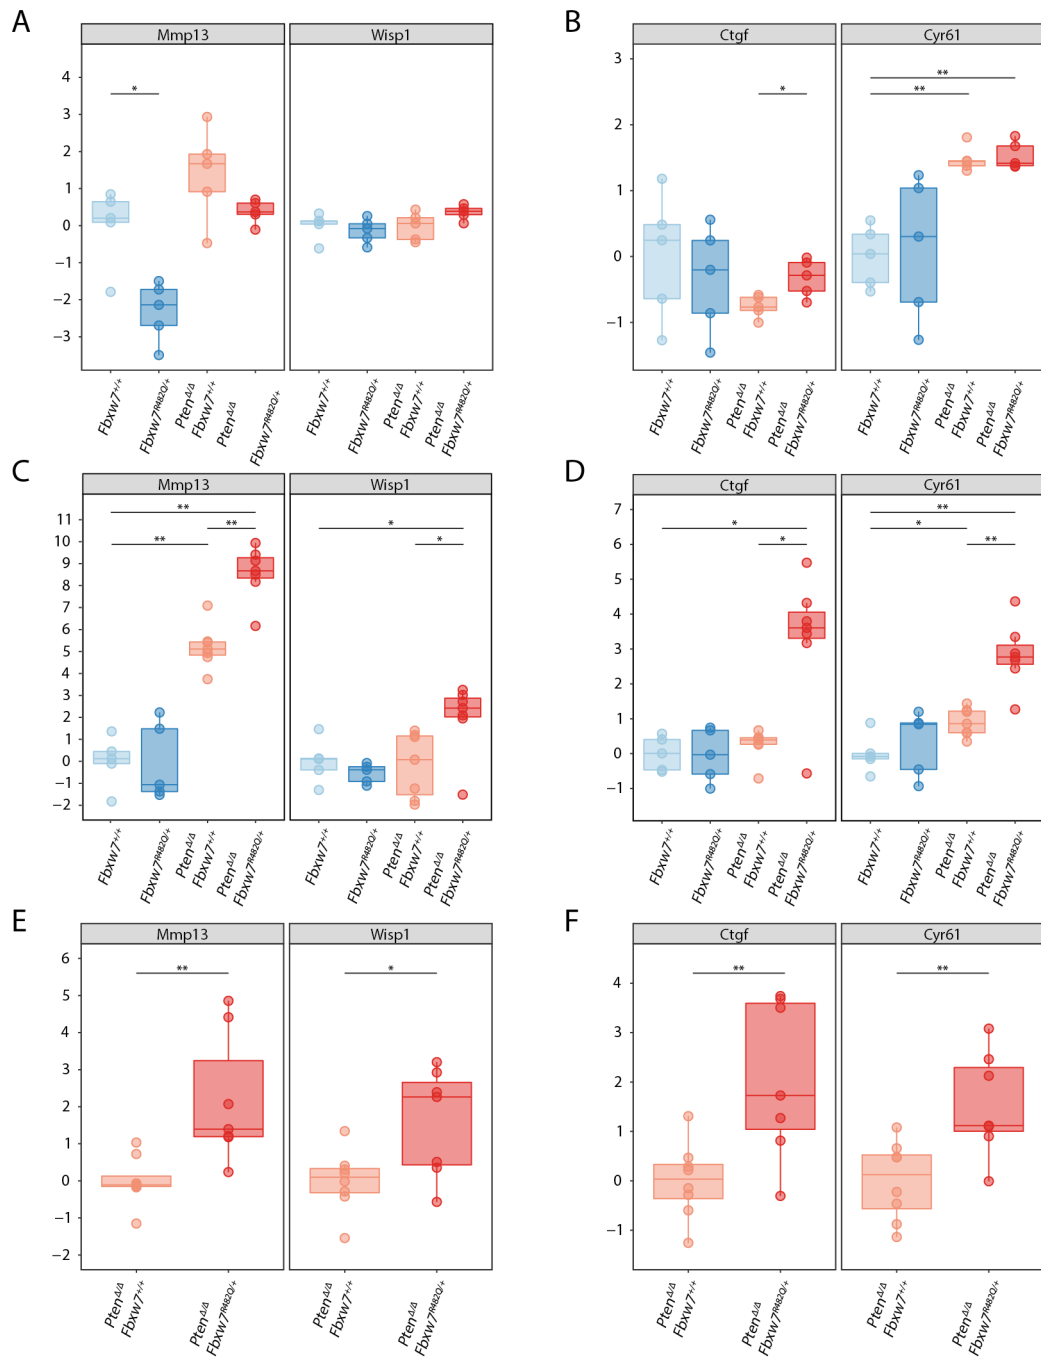 A
B
Mmp13 Wisp1
Ctgf Cyr61
4
3
2
1
0
−1
−2
−3
*
3
2
1
0
−1
*
**
**
Fbxw7+/+
Fbxw7R482Q/+
PtenΔ/Δ
Fbxw7+/+
PtenΔ/Δ
Fbxw7R482Q/+
Fbxw7+/+
Fbxw7R482Q/+
PtenΔ/Δ
Fbxw7+/+
PtenΔ/Δ
Fbxw7R482Q/+
Fbxw7+/+
Fbxw7R482Q/+
PtenΔ/Δ
Fbxw7+/+
PtenΔ/Δ
Fbxw7R482Q/+
Fbxw7+/+
Fbxw7R482Q/+
PtenΔ/Δ
Fbxw7+/+
PtenΔ/Δ
Fbxw7R482Q/+
C
D
Mmp13 Wisp1
Ctgf Cyr61
11
10
9
8
7
6
5
4
3
2
1
0
−1
−2
**
**
**
*
*
7
6
5
4
3
2
1
0
−1
*
*
**
*
**
Fbxw7+/+
Fbxw7R482Q/+
PtenΔ/Δ
Fbxw7+/+
PtenΔ/Δ
Fbxw7R482Q/+
Fbxw7+/+
Fbxw7R482Q/+
PtenΔ/Δ
Fbxw7+/+
PtenΔ/Δ
Fbxw7R482Q/+
Fbxw7+/+
Fbxw7R482Q/+
PtenΔ/Δ
Fbxw7+/+
PtenΔ/Δ
Fbxw7R482Q/+
Fbxw7+/+
Fbxw7R482Q/+
PtenΔ/Δ
Fbxw7+/+
PtenΔ/Δ
Fbxw7R482Q/+
E
F
Mmp13 Wisp1
Ctgf Cyr61
6
5
4
3
2
1
0
−1
−2
**
*
4
3
2
1
0
−1
**
**
PtenΔ/Δ
Fbxw7+/+
PtenΔ/Δ
Fbxw7R482Q/+
PtenΔ/Δ
Fbxw7+/+
PtenΔ/Δ
Fbxw7R482Q/+
PtenΔ/Δ
Fbxw7+/+
PtenΔ/Δ
Fbxw7R482Q/+
PtenΔ/Δ
Fbxw7+/+
PtenΔ/Δ
Fbxw7R482Q/+